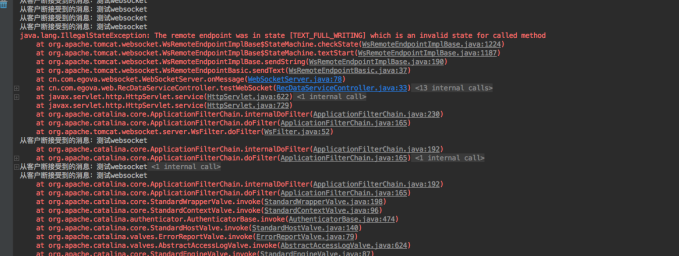 从客户断接受到的消息: 测试websocket
从客户断接受到的消息: 测试websocket
从客户断接受到的消息: 测试websocket
java.lang.IllegalStateException: The remote endpoint was in state [TEXT_FULL_WRITING] which is an invalid state for called method
at org.apache.tomcat.websocket.WsRemoteEndpointImplBase$StateMachine.checkState(WsRemoteEndpointImplBase.java:1224)
at org.apache.tomcat.websocket.WsRemoteEndpointImplBase$StateMachine.textStart(WsRemoteEndpointImplBase.java:1187)
at org.apache.tomcat.websocket.WsRemoteEndpointImplBase.sendString(WsRemoteEndpointImplBase.java:190)
at org.apache.tomcat.websocket.WsRemoteEndpointBasic.sendText(WsRemoteEndpointBasic.java:37)
at cn.com.egova.websocket.WebSocketServer.onMessage(WebSocketServer.java:78)
at cn.com.egova.web.RecDataServiceController.testWebSocket(RecDataServiceController.java:33) <13 internal calls>
at javax.servlet.http.HttpServlet.service(HttpServlet.java:622) <1 internal call>
at javax.servlet.http.HttpServlet.service(HttpServlet.java:729)
at org.apache.catalina.core.ApplicationFilterChain.internalDoFilter(ApplicationFilterChain.java:230)
at org.apache.catalina.core.ApplicationFilterChain.doFilter(ApplicationFilterChain.java:165)
at org.apache.tomcat.websocket.server.WsFilter.doFilter(WsFilter.java:52)
从客户断接受到的消息: 测试websocket
at org.apache.catalina.core.ApplicationFilterChain.internalDoFilter(ApplicationFilterChain.java:192)
at org.apache.catalina.core.ApplicationFilterChain.doFilter(ApplicationFilterChain.java:165) <1 internal call>
从客户断接受到的消息: 测试websocket <1 internal call>
从客户断接受到的消息: 测试websocket
at org.apache.catalina.core.ApplicationFilterChain.internalDoFilter(ApplicationFilterChain.java:192)
at org.apache.catalina.core.ApplicationFilterChain.doFilter(ApplicationFilterChain.java:165)
at org.apache.catalina.core.StandardWrapperValve.invoke(StandardWrapperValve.java:198)
at org.apache.catalina.core.StandardContextValve.invoke(StandardContextValve.java:96)
at org.apache.catalina.authenticator.AuthenticatorBase.invoke(AuthenticatorBase.java:474)
at org.apache.catalina.core.StandardHostValve.invoke(StandardHostValve.java:140)
at org.apache.catalina.valves.ErrorReportValve.invoke(ErrorReportValve.java:79)
at org.apache.catalina.valves.AbstractAccessLogValve.invoke(AbstractAccessLogValve.java:624)
at org.apache.catalina.core.StandardEngineValve.invoke(StandardEngineValve.java:87)